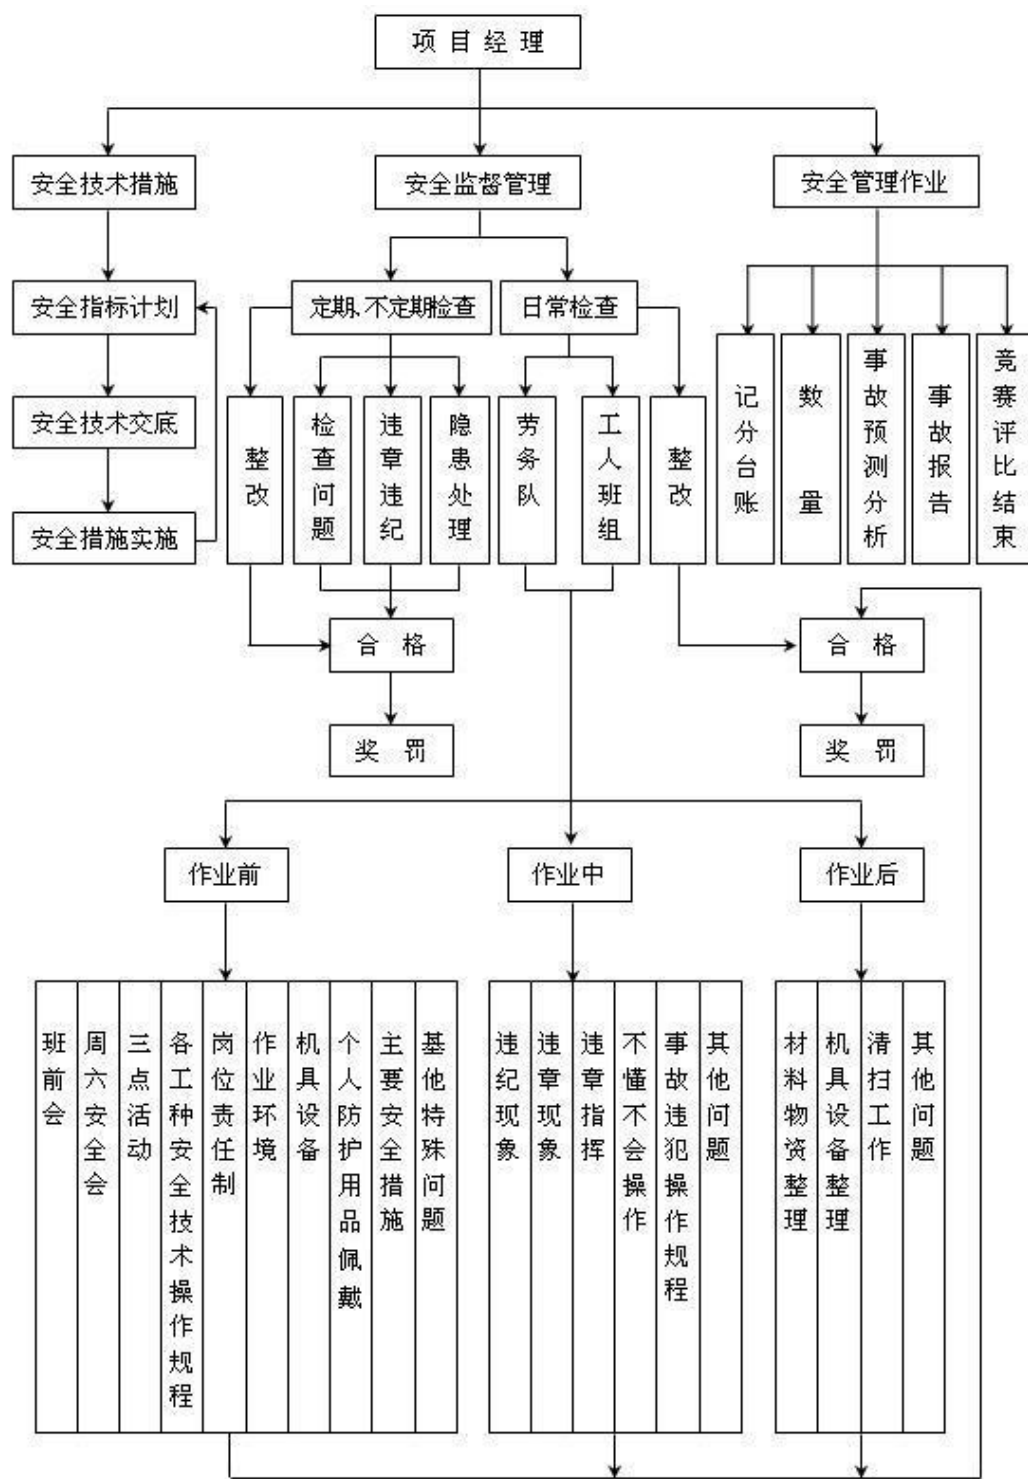 项目经理
安全技术措施
安全监督管理
安全管理作业
安全指标计划
定期、不定期检查
日常检查
安全技术交底
安全措施实施
整改
检查问题
违章违纪
隐患处理
劳务队
工人班组
整改
记分台账
数量
事故预测分析
事故报告
竞赛评比结束
合格
合格
奖罚
奖罚
作业前
作业中
作业后
班前会
周六安全会
三点活动
各工种安全技术操作规程
岗位责任制
作业环境
机具设备
个人防护用品佩戴
主要安全措施
基他特殊问题
违纪现象
违章现象
违章指挥
不懂不会操作
事故违犯操作规程
其他问题
材料物资整理
机具设备整理
清扫工作
其他问题